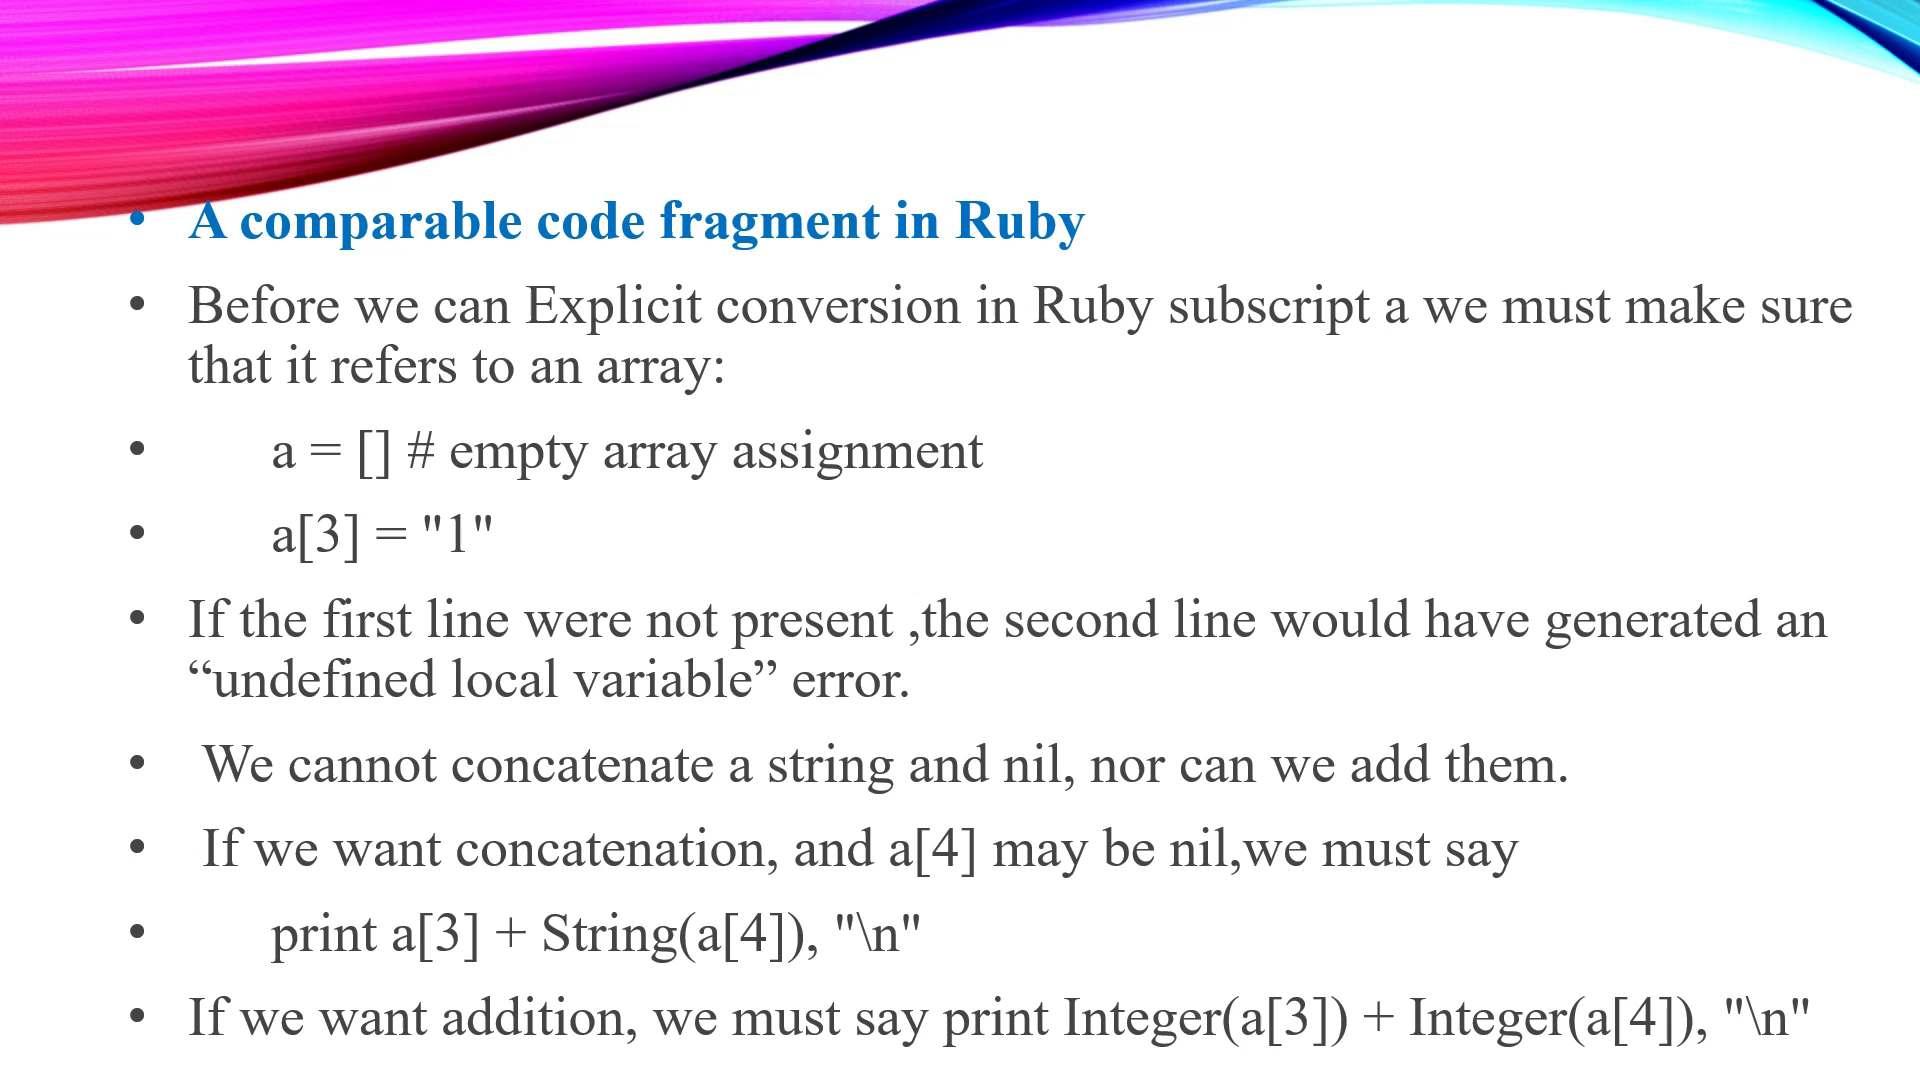 • A comparable code fragment in Ruby
• Before we can Explicit conversion in Ruby subscript a we must make sure
that it refers to an array:
• a = [] # empty array assignment
• a[3] = "1"
• If the first line were not present ,the second line would have generated an
“undefined local variable” error.
• We cannot concatenate a string and nil, nor can we add them.
• If we want concatenation, and a[4] may be nil,we must say
• print a[3] + String(a[4]), "\n"
• If we want addition, we must say print Integer(a[3]) + Integer(a[4]), "\n"